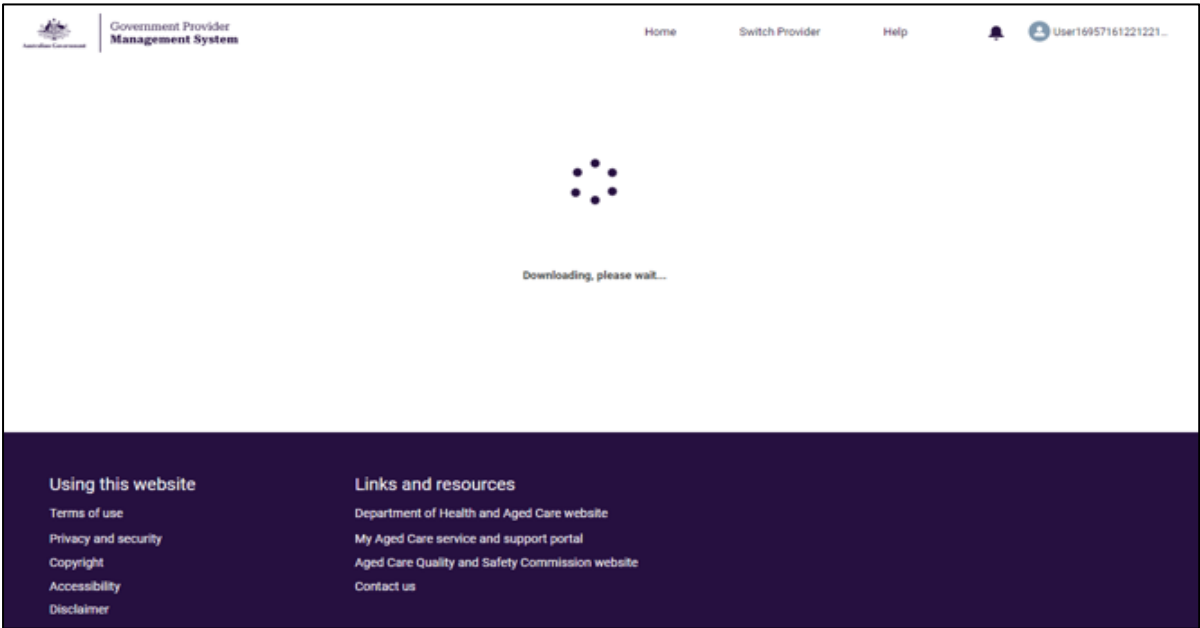 Australian Government
Government Provider
Management System
Home
Switch Provider
Help
User16957161221221...
Downloading, please wait...
Using this website
Terms of use
Privacy and security
Copyright
Accessibility
Disclaimer
Links and resources
Department of Health and Aged Care website
My Aged Care service and support portal
Aged Care Quality and Safety Commission website
Contact us